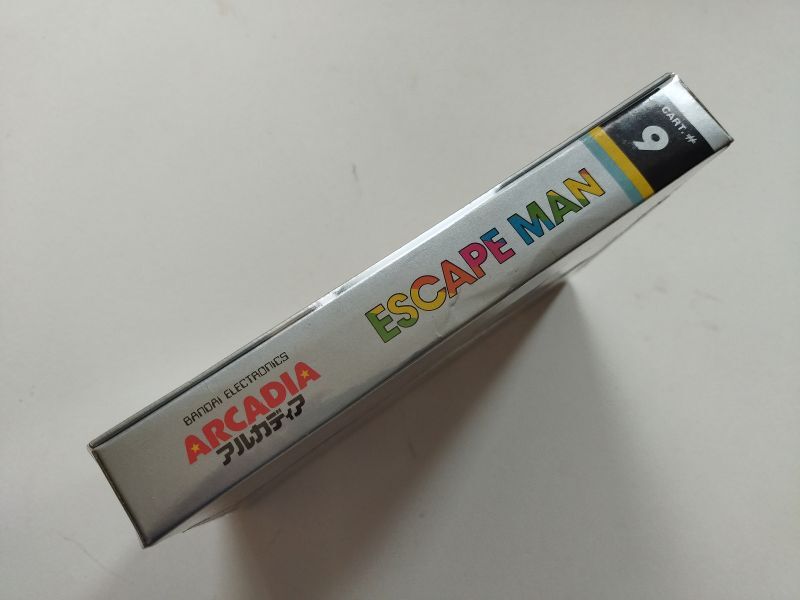 BANDAI ELECTRONICS
ARCADIA
アルカディア
ESCAPE MAN
CART. #
9